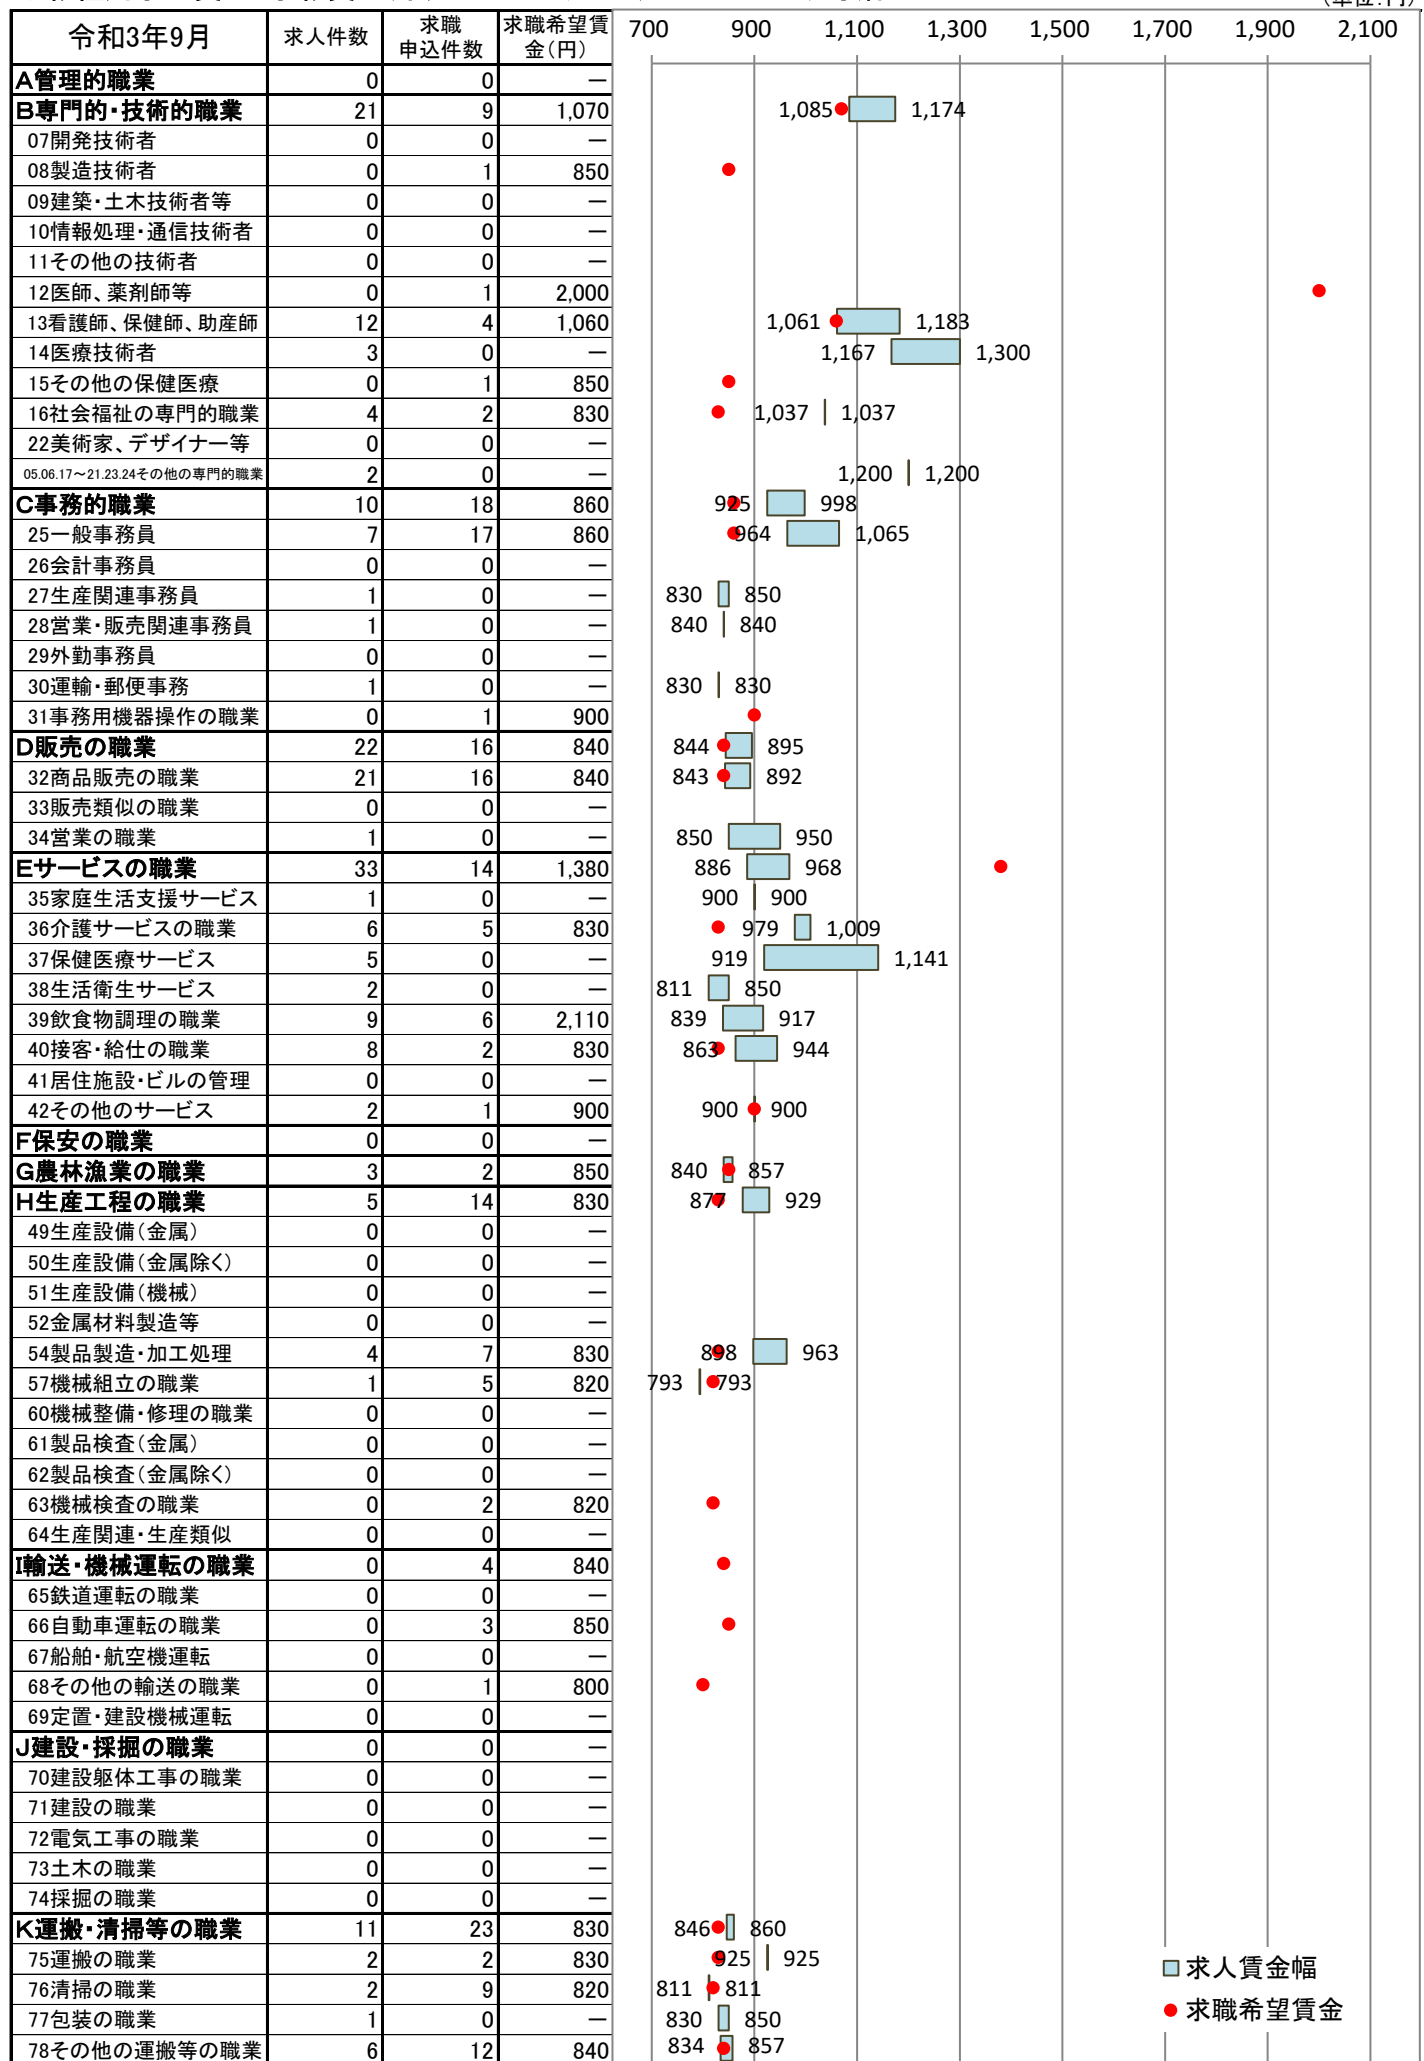 令和3年9月 求人件数 求職申込件数 求職希望賃金(円) 700 900 1,100 1,300 1,500 1,700 1,900 2,100
A管理的職業 0 0 ―
B専門的・技術的職業 21 9 1,070 1,085 1,174
07開発技術者 0 0 ―
08製造技術者 0 1 850
09建築・土木技術者等 0 0 ―
10情報処理・通信技術者 0 0 ―
11その他の技術者 0 0 ―
12医師、薬剤師等 0 1 2,000
13看護師、保健師、助産師 12 4 1,060 1,061 1,183
14医療技術者 3 0 ― 1,167 1,300
15その他の保健医療 0 1 850
16社会福祉の専門的職業 4 2 830 1,037 1,037
22美術家、デザイナー等 0 0 ―
05.06.17～21.23.24その他の専門的職業 2 0 ― 1,200 1,200
C事務的職業 10 18 860 925 998
25一般事務員 7 17 860 964 1,065
26会計事務員 0 0 ―
27生産関連事務員 1 0 ― 830 850
28営業・販売関連事務員 1 0 ― 840 840
29外勤事務員 0 0 ―
30運輸・郵便事務 1 0 ― 830 830
31事務用機器操作の職業 0 1 900
D販売の職業 22 16 840 844 895
32商品販売の職業 21 16 840 843 892
33販売類似の職業 0 0 ―
34営業の職業 1 0 ― 850 950
Eサービスの職業 33 14 1,380 886 968
35家庭生活支援サービス 1 0 ― 900 900
36介護サービスの職業 6 5 830 979 1,009
37保健医療サービス 5 0 ― 919 1,141
38生活衛生サービス 2 0 ― 811 850
39飲食物調理の職業 9 6 2,110 839 917
40接客・給仕の職業 8 2 830 863 944
41居住施設・ビルの管理 0 0 ―
42その他のサービス 2 1 900 900 900
F保安の職業 0 0 ―
G農林漁業の職業 3 2 850 840 857
H生産工程の職業 5 14 830 877 929
49生産設備(金属) 0 0 ―
50生産設備(金属除く) 0 0 ―
51生産設備(機械) 0 0 ―
52金属材料製造等 0 0 ―
54製品製造・加工処理 4 7 830 898 963
57機械組立の職業 1 5 820 793 793
60機械整備・修理の職業 0 0 ―
61製品検査(金属) 0 0 ―
62製品検査(金属除く) 0 0 ―
63機械検査の職業 0 2 820
64生産関連・生産類似 0 0 ―
I輸送・機械運転の職業 0 4 840
65鉄道運転の職業 0 0 ―
66自動車運転の職業 0 3 850
67船舶・航空機運転 0 0 ―
68その他の輸送の職業 0 1 800
69定置・建設機械運転 0 0 ―
J建設・採掘の職業 0 0 ―
70建設躯体工事の職業 0 0 ―
71建設の職業 0 0 ―
72電気工事の職業 0 0 ―
73土木の職業 0 0 ―
74採掘の職業 0 0 ―
K運搬・清掃等の職業 11 23 830 846 860
75運搬の職業 2 2 830 925 925
76清掃の職業 2 9 820 811 811
77包装の職業 1 0 ― 830 850
78その他の運搬等の職業 6 12 840 834 857
求人賃金幅
求職希望賃金